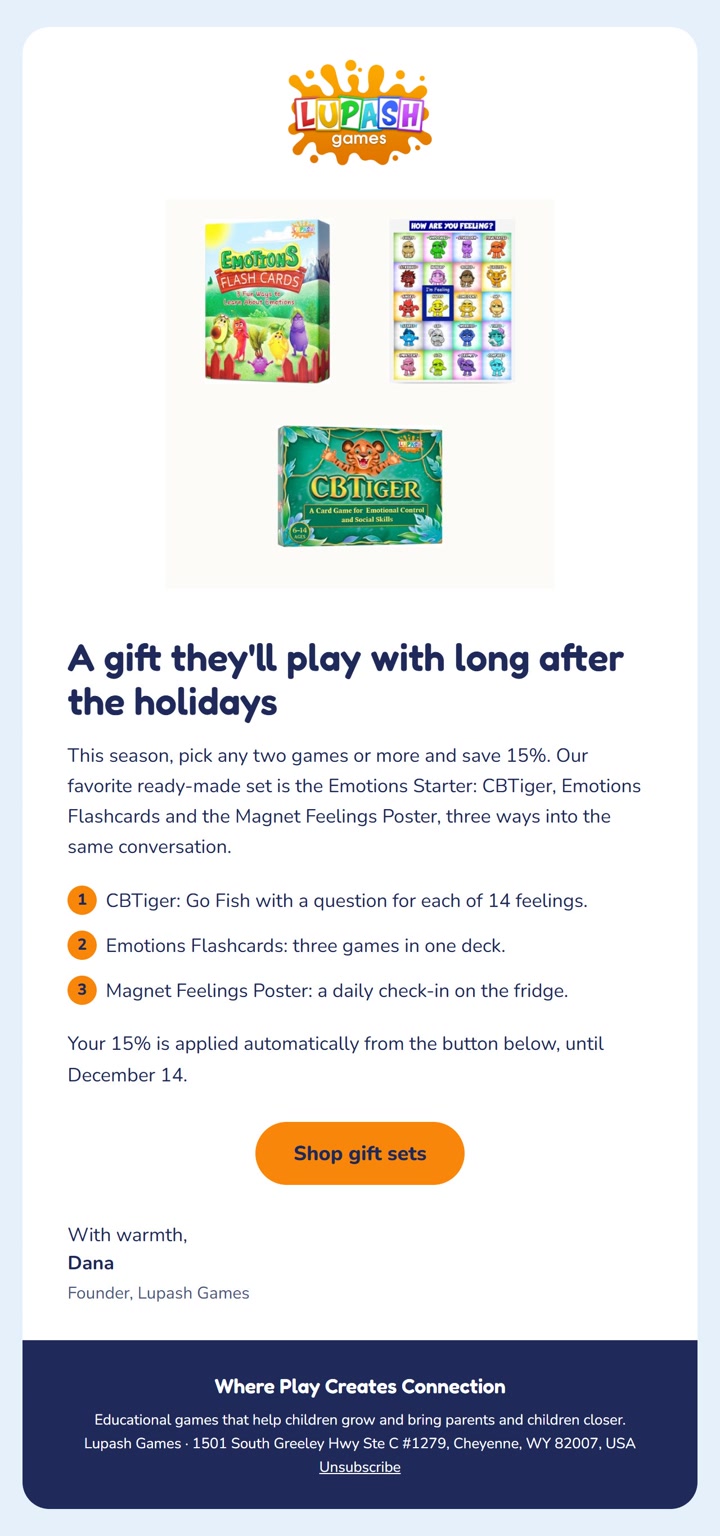 LUPASH
games
EMOTIONS
FLASH CARDS
3 Fun ways to
learn about emotions
HOW ARE YOU FEELING?
I'm Feeling
CBTIGER
A Card Game for Emotional Control
and Social Skills
6-14
AGES
A gift they'll play with long after
the holidays
This season, pick any two games or more and save 15%. Our
favorite ready-made set is the Emotions Starter: CBTiger, Emotions
Flashcards and the Magnet Feelings Poster, three ways into the
same conversation.
1 CBTiger: Go Fish with a question for each of 14 feelings.
2 Emotions Flashcards: three games in one deck.
3 Magnet Feelings Poster: a daily check-in on the fridge.
Your 15% is applied automatically from the button below, until
December 14.
Shop gift sets
With warmth,
Dana
Founder, Lupash Games
Where Play Creates Connection
Educational games that help children grow and bring parents and children closer.
Lupash Games · 1501 South Greeley Hwy Ste C #1279, Cheyenne, WY 82007, USA
Unsubscribe